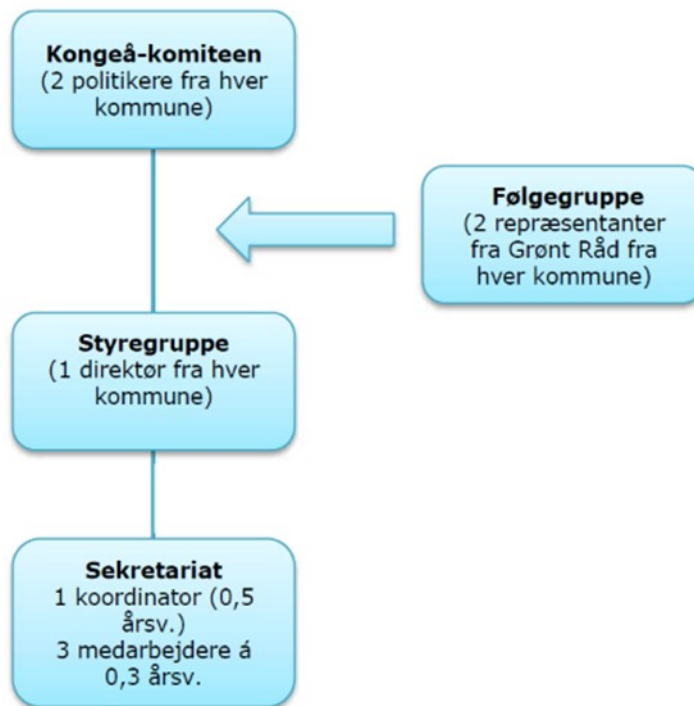 Kongeå-komiteen
(2 politikere fra hver
kommune)
Følgegruppe
(2 repræsentanter
fra Grønt Råd fra
hver kommune)
Styregruppe
(1 direktør fra hver
kommune)
Sekretariat
1 koordinator (0,5
årsv.)
3 medarbejdere á
0,3 årsv.